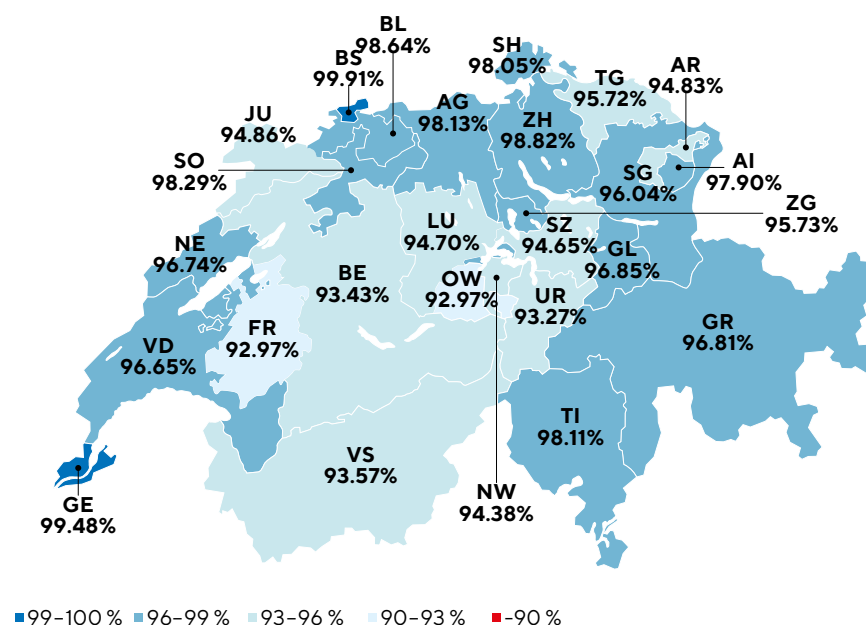 BL
98.64%
BS
99.91%
SH
98.05%
TG
95.72%
AR
94.83%
JU
94.86%
AG
98.13%
ZH
98.82%
SO
98.29%
SG
96.04%
AI
97.90%
ZG
95.73%
NE
96.74%
LU
94.70%
SZ
94.65%
GL
96.85%
BE
93.43%
OW
92.97%
UR
93.27%
GR
96.81%
FR
92.97%
VD
96.65%
TI
98.11%
VS
93.57%
NW
94.38%
GE
99.48%
99–100 % 96–99 % 93–96 % 90–93 % -90 %